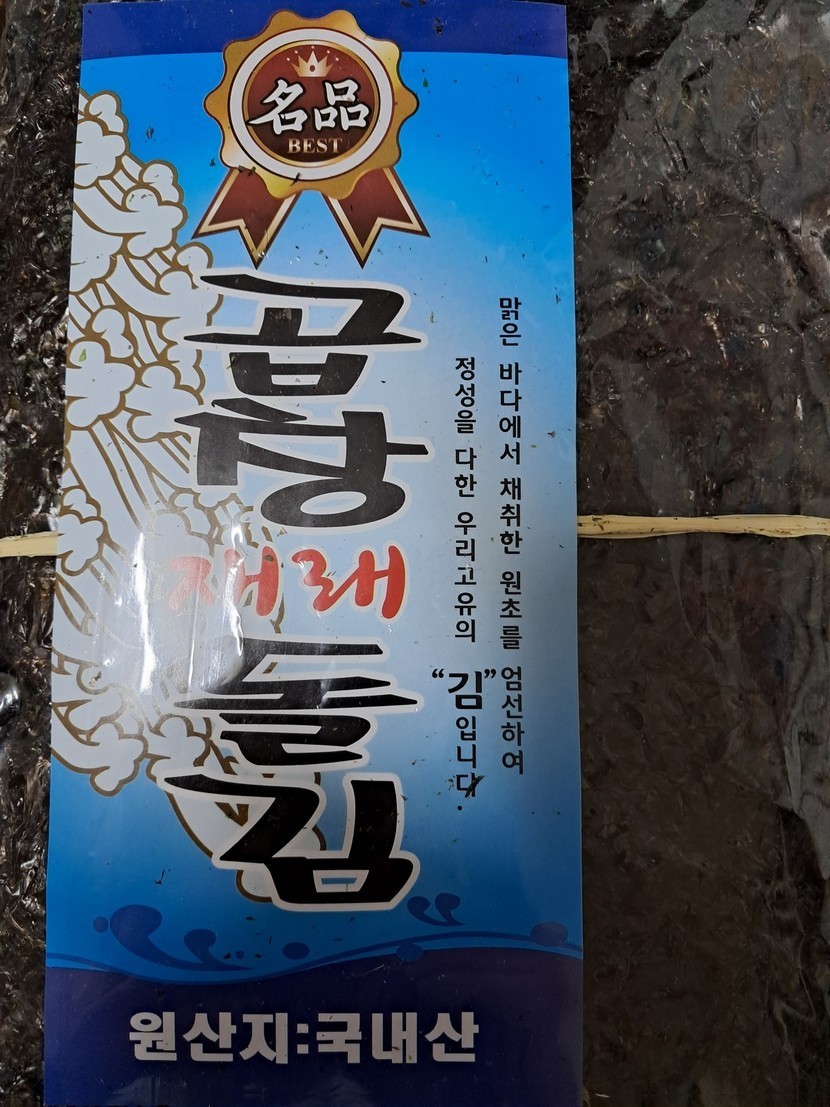 名品
BEST
곱창
재래
돌김
맑은 바다에서 채취한 원초를 엄선하여
정성을 다한 우리고유의 “김”입니다.
원산지:국내산